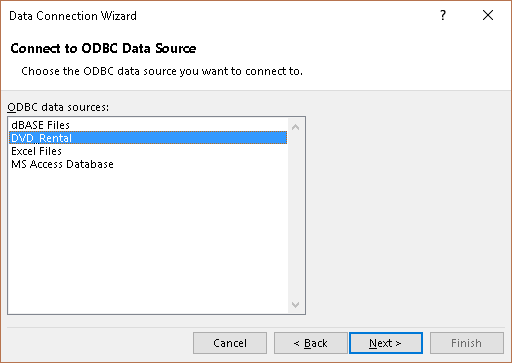 Data Connection Wizard ?
Connect to ODBC Data Source
Choose the ODBC data source you want to connect to.
ODBC data sources:
dBASE Files
DVD_Rental
Excel Files
MS Access Database
Cancel < Back Next > Finish